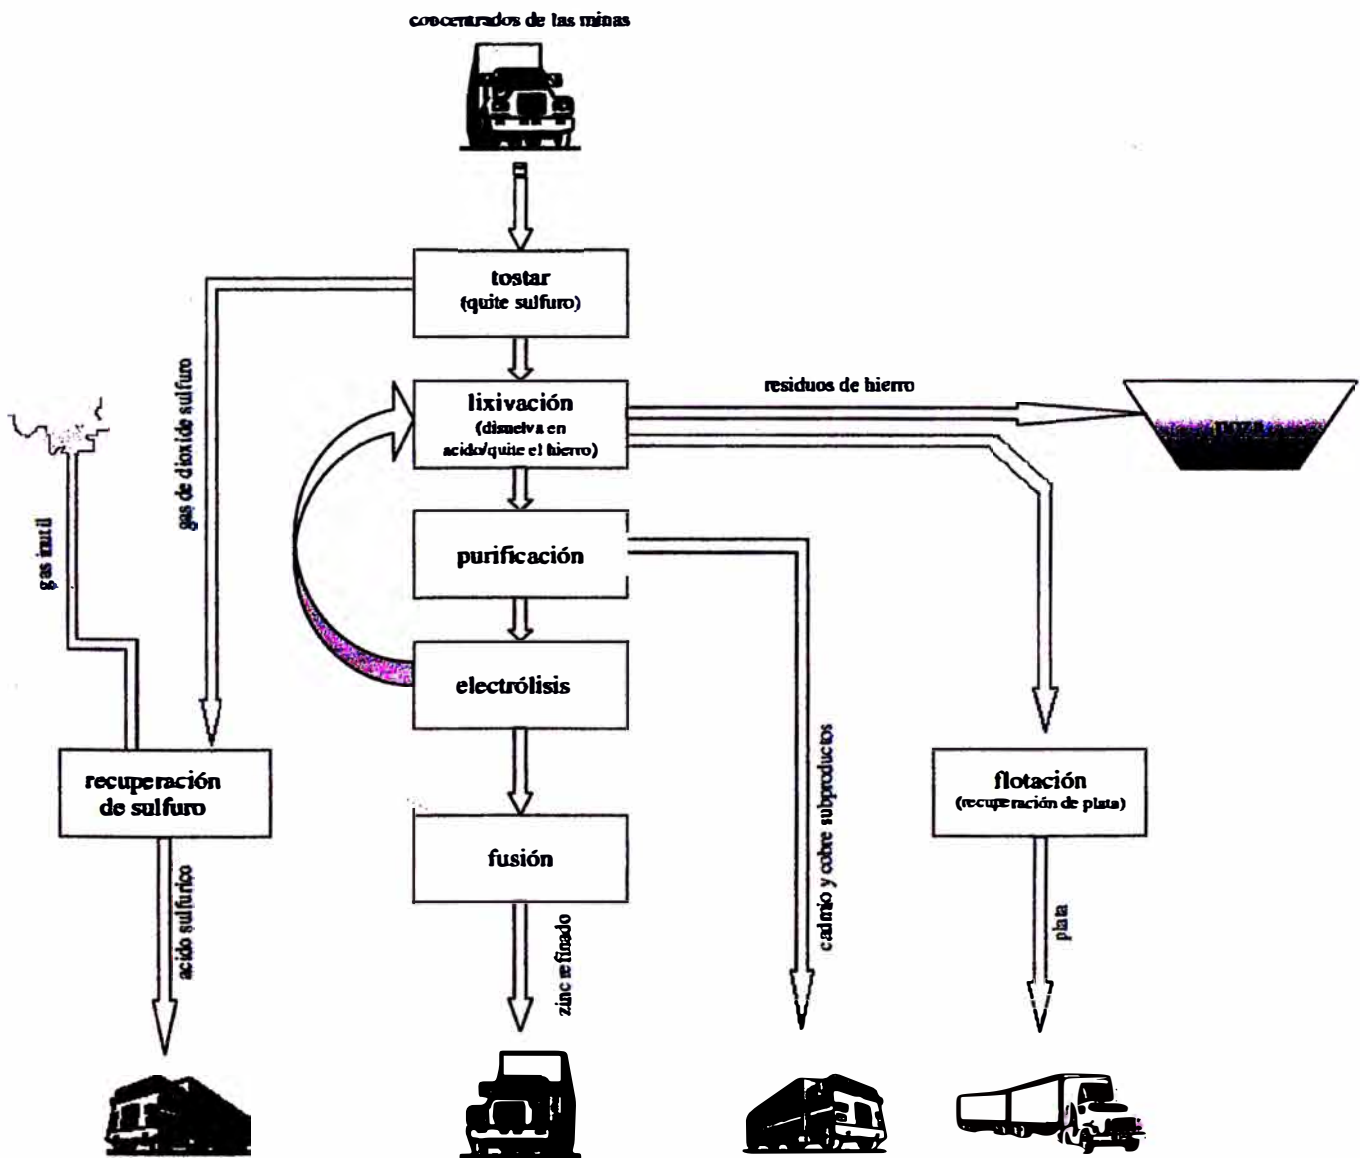 concentrados de las minas
tostar
(quite sulfuro)
gas de dioxide sulfuro
lixivación
(disuelva en
acido/quite el hierro)
residuos de hierro
poza
gas inutil
purificación
electrólisis
recuperación
de sulfuro
flotación
(recuperación de plata)
fusión
cadmio y cobre subproductos
acido sulfurico
zinc refinado
plata